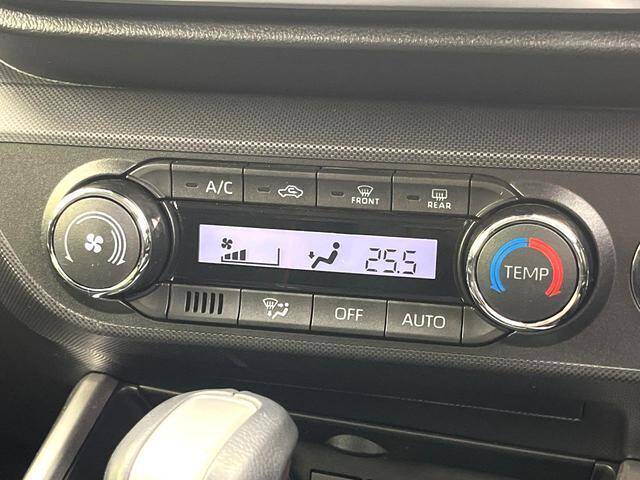 A/C
FRONT
REAR
25.5
TEMP
OFF
AUTO